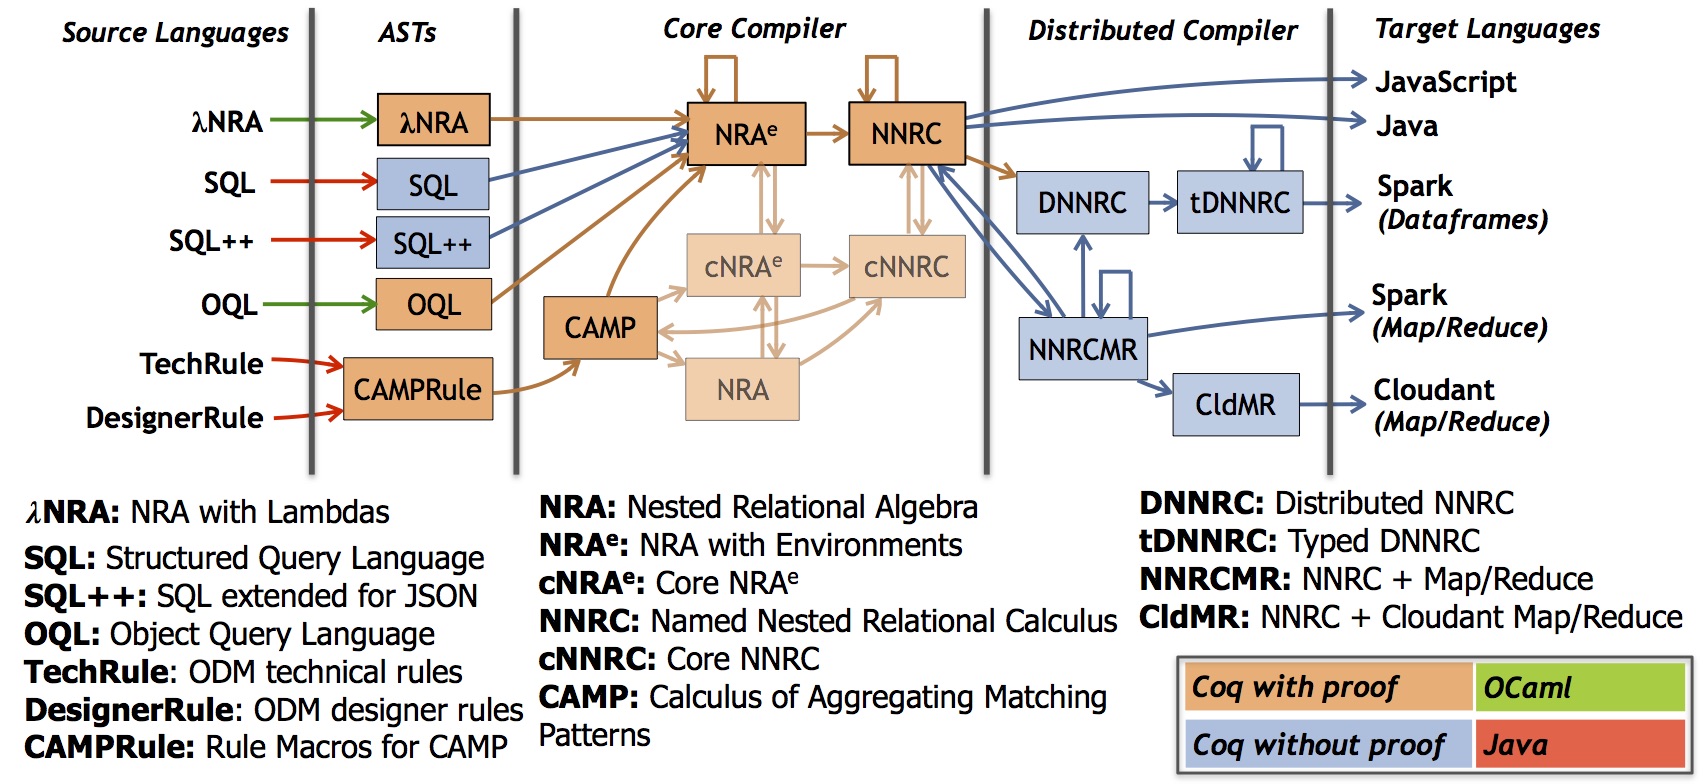 Source Languages
ASTs
Core Compiler
Distributed Compiler
Target Languages
λNRA
SQL
SQL++
OQL
TechRule
DesignerRule
λNRA
SQL
SQL++
OQL
CAMPRule
NRAᵉ
NNRC
cNRAᵉ
cNNRC
CAMP
NRA
DNNRC
tDNNRC
NNRCMR
CldMR
JavaScript
Java
Spark
(Dataframes)
Spark
(Map/Reduce)
Cloudant
(Map/Reduce)
λNRA: NRA with Lambdas
SQL: Structured Query Language
SQL++: SQL extended for JSON
OQL: Object Query Language
TechRule: ODM technical rules
DesignerRule: ODM designer rules
CAMPRule: Rule Macros for CAMP
NRA: Nested Relational Algebra
NRAᵉ: NRA with Environments
cNRAᵉ: Core NRAᵉ
NNRC: Named Nested Relational Calculus
cNNRC: Core NNRC
CAMP: Calculus of Aggregating Matching
Patterns
DNNRC: Distributed NNRC
tDNNRC: Typed DNNRC
NNRCMR: NNRC + Map/Reduce
CldMR: NNRC + Cloudant Map/Reduce
Coq with proof
OCaml
Coq without proof
Java